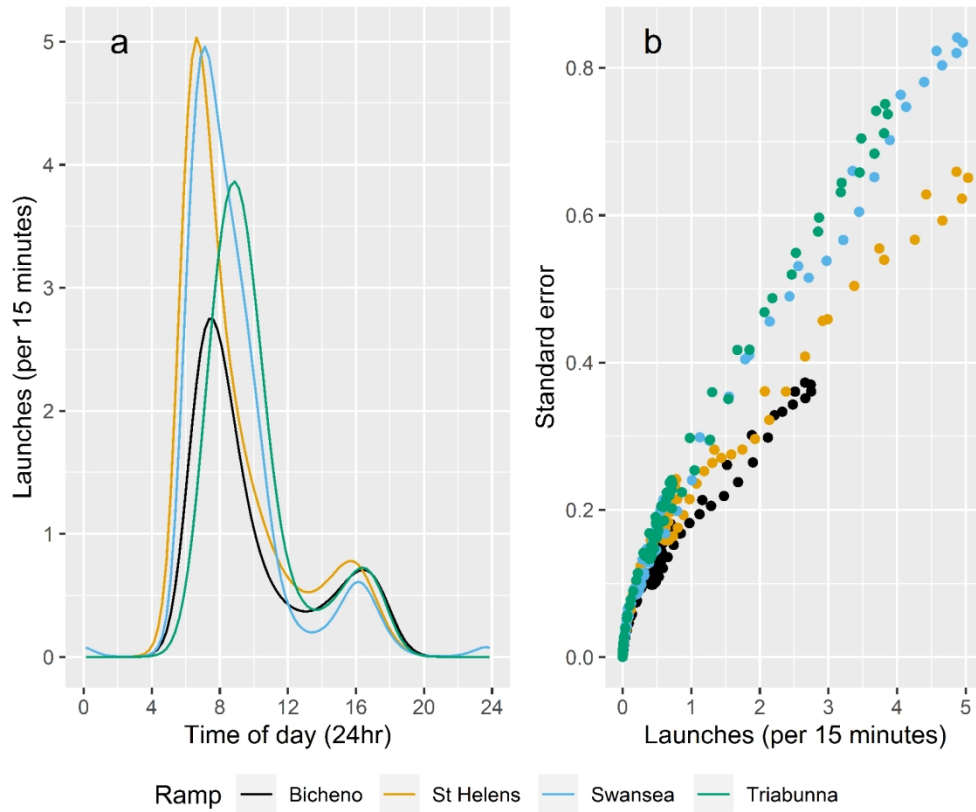 a
5
4
3
2
1
0
Launches (per 15 minutes)
0 4 8 12 16 20 24
Time of day (24hr)
b
0.8
0.6
0.4
0.2
0.0
Standard error
0 1 2 3 4 5
Launches (per 15 minutes)
Ramp Bicheno St Helens Swansea Triabunna